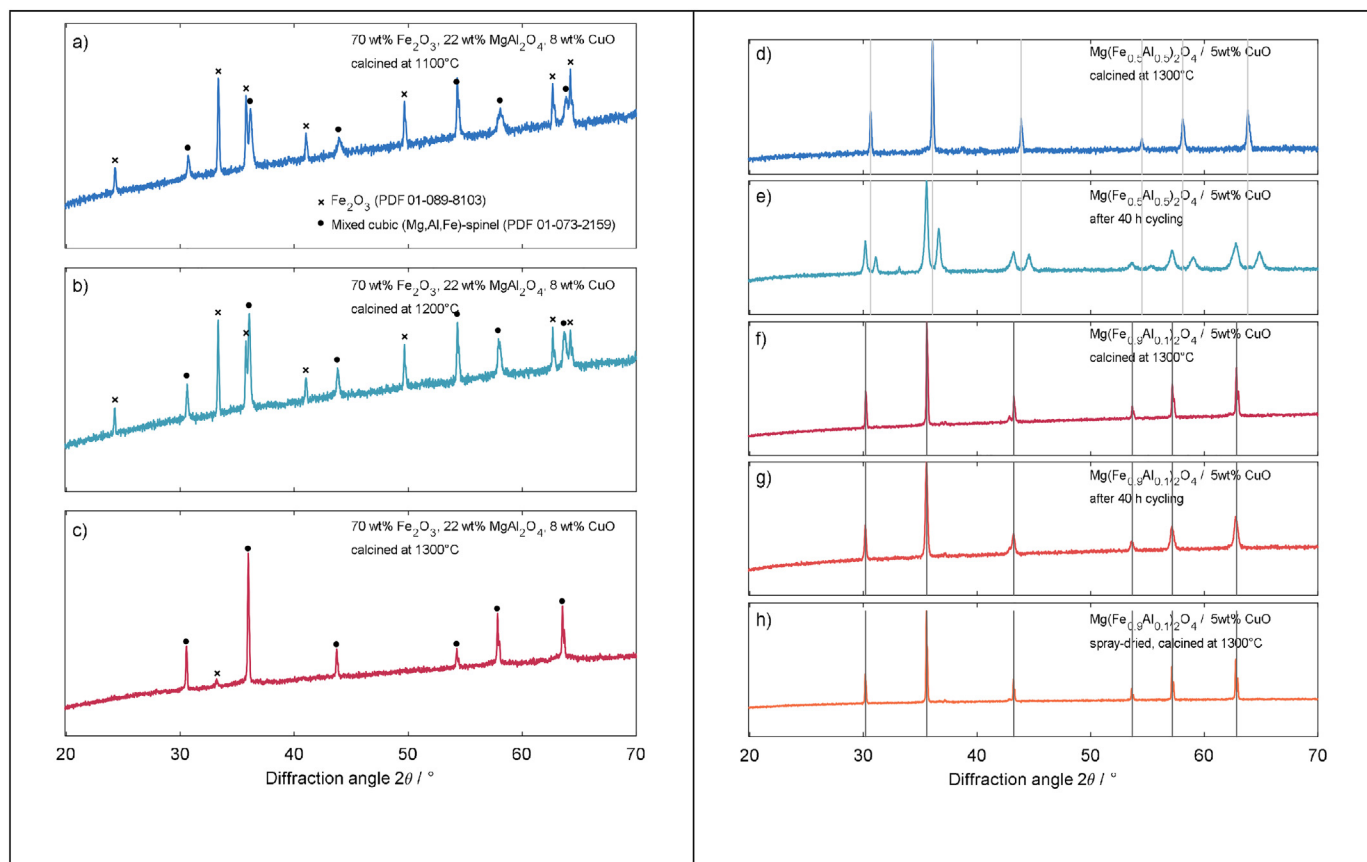 a)
70 wt% Fe₂O₃, 22 wt% MgAl₂O₄, 8 wt% CuO
calcined at 1100°C
× Fe₂O₃ (PDF 01-089-8103)
● Mixed cubic (Mg,Al,Fe)-spinel (PDF 01-073-2159)
b)
70 wt% Fe₂O₃, 22 wt% MgAl₂O₄, 8 wt% CuO
calcined at 1200°C
c)
70 wt% Fe₂O₃, 22 wt% MgAl₂O₄, 8 wt% CuO
calcined at 1300°C
20 30 40 50 60 70
Diffraction angle 2θ / °
d)
Mg(Fe₀.₅Al₀.₅)₂O₄ / 5wt% CuO
calcined at 1300°C
e)
Mg(Fe₀.₅Al₀.₅)₂O₄ / 5wt% CuO
after 40 h cycling
f)
Mg(Fe₀.₉Al₀.₁)₂O₄ / 5wt% CuO
calcined at 1300°C
g)
Mg(Fe₀.₉Al₀.₁)₂O₄ / 5wt% CuO
after 40 h cycling
h)
Mg(Fe₀.₉Al₀.₁)₂O₄ / 5wt% CuO
spray-dried, calcined at 1300°C
20 30 40 50 60 70
Diffraction angle 2θ / °